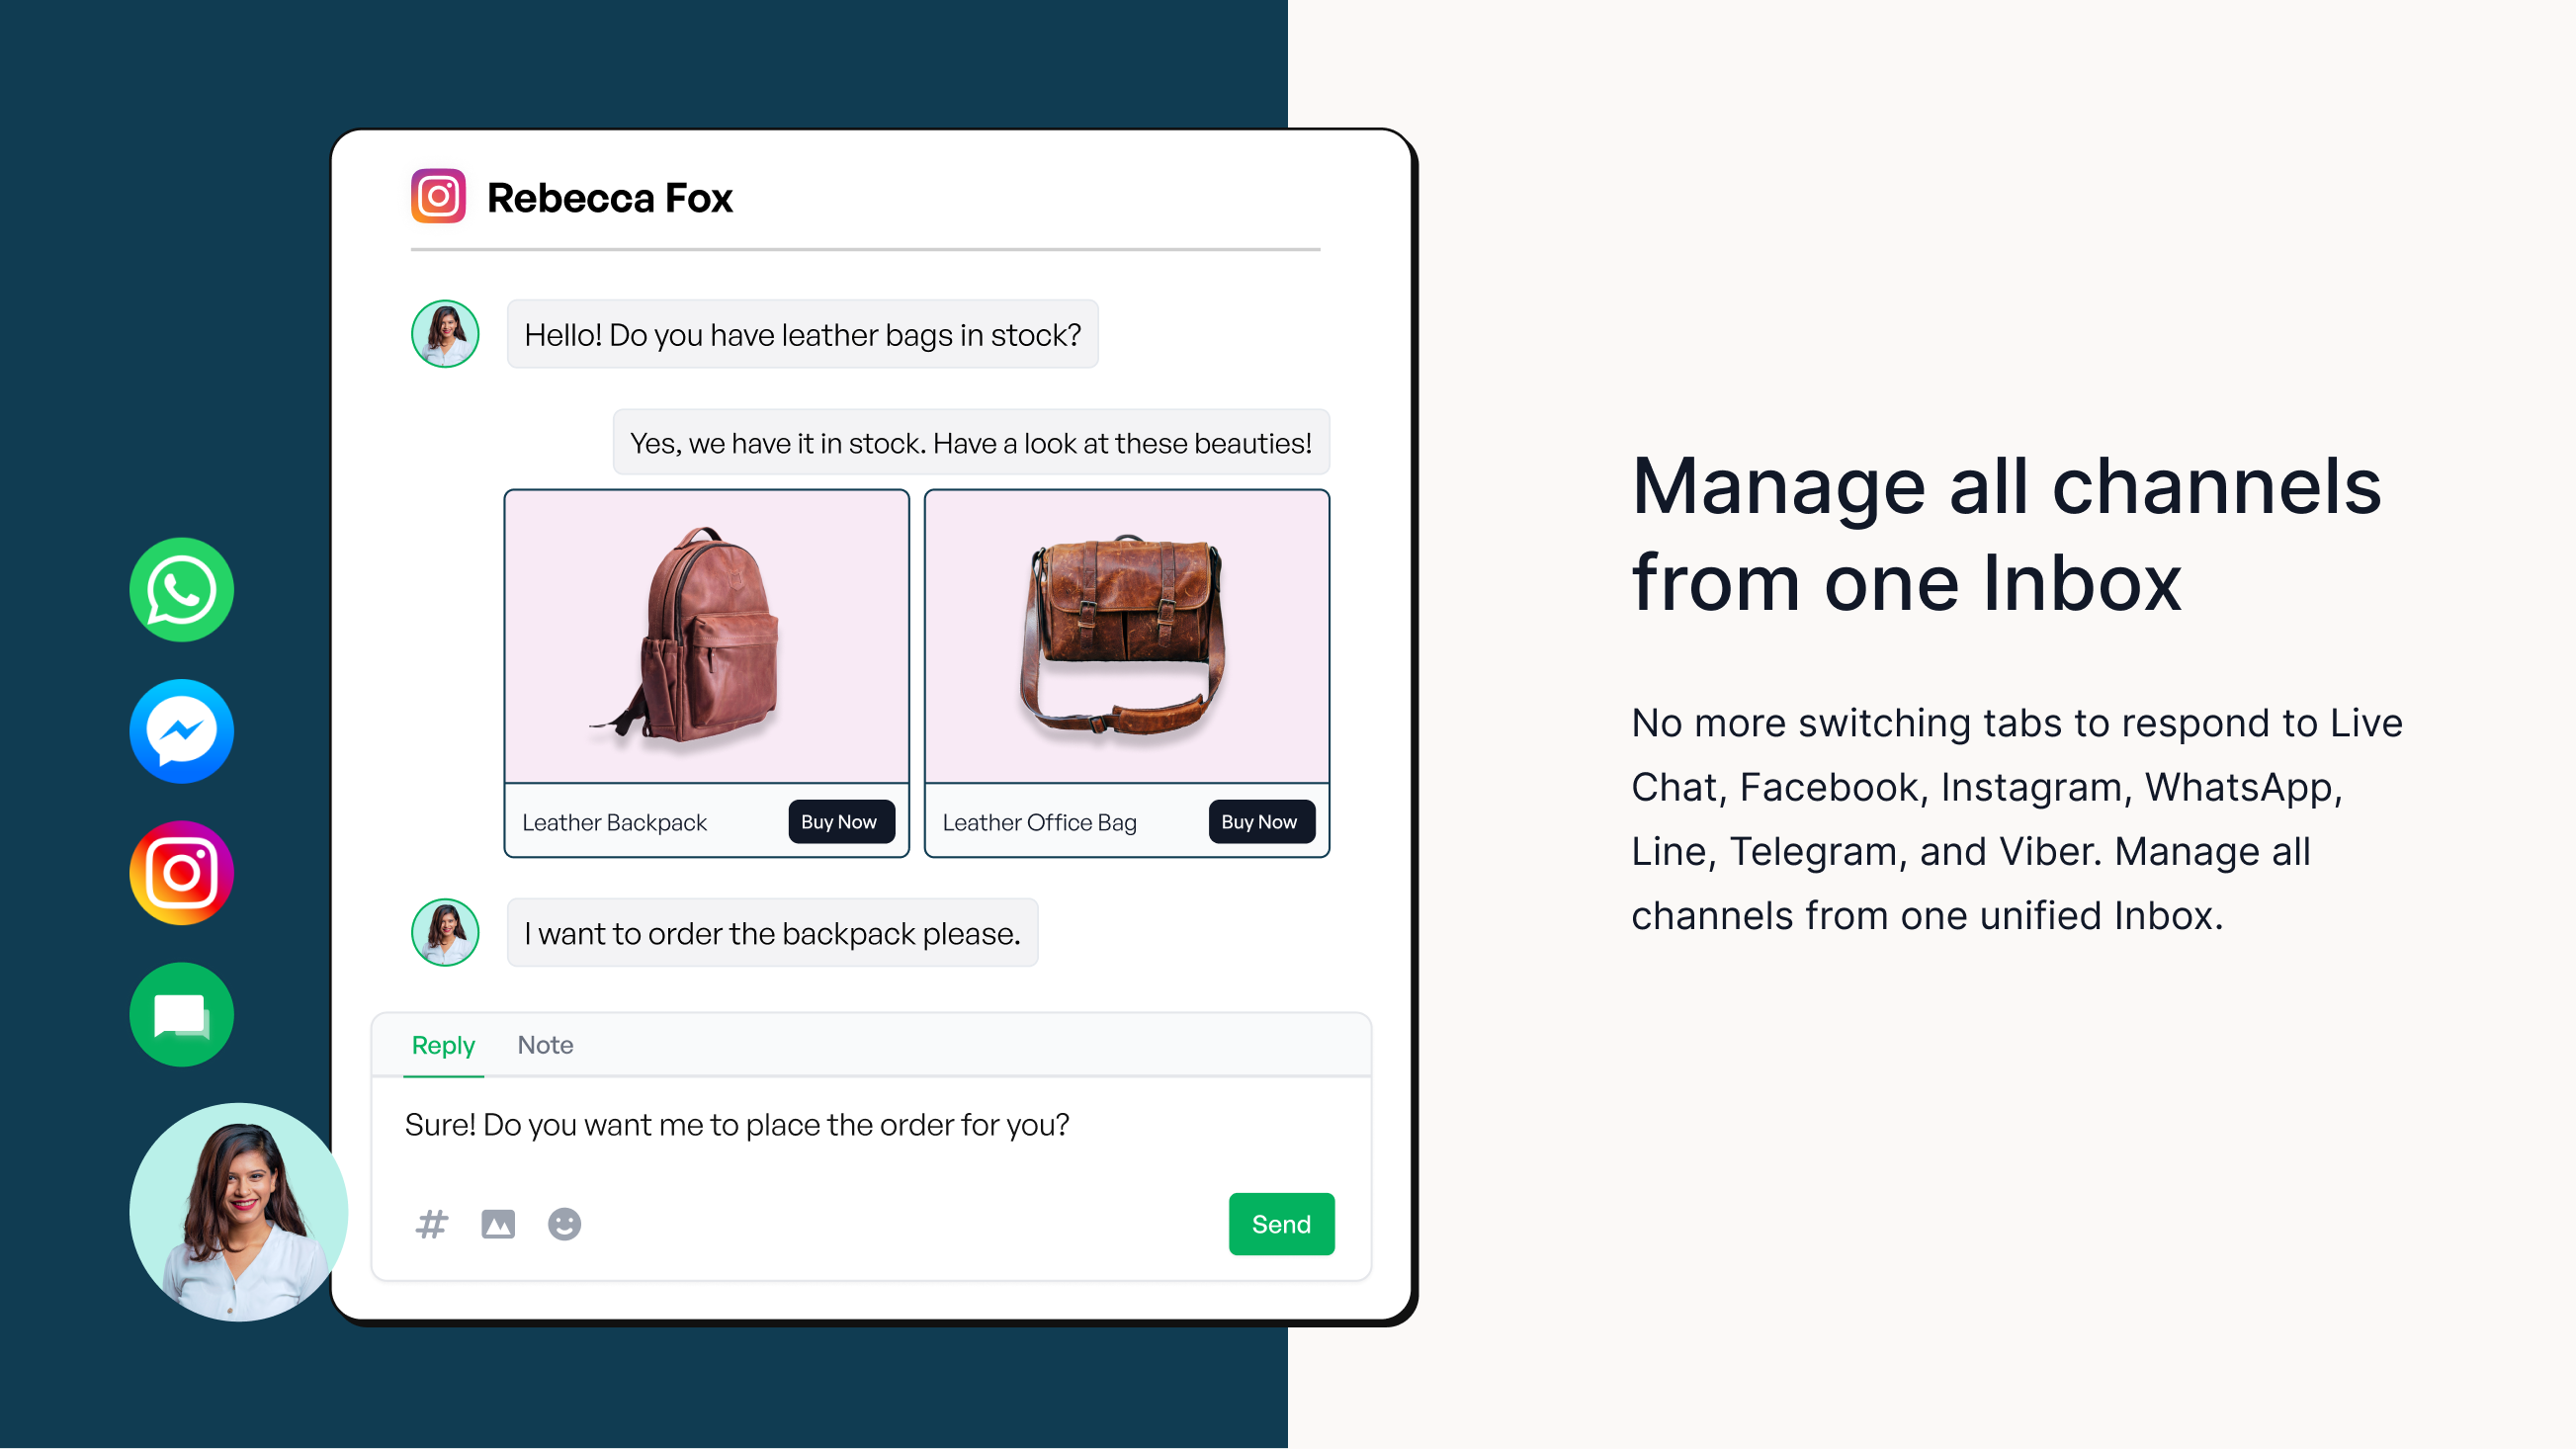 Rebecca Fox
Hello! Do you have leather bags in stock?
Yes, we have it in stock. Have a look at these beauties!
Leather Backpack
Buy Now
Leather Office Bag
Buy Now
I want to order the backpack please.
Reply
Note
Sure! Do you want me to place the order for you?
Send
Manage all channels
from one Inbox
No more switching tabs to respond to Live
Chat, Facebook, Instagram, WhatsApp,
Line, Telegram, and Viber. Manage all
channels from one unified Inbox.